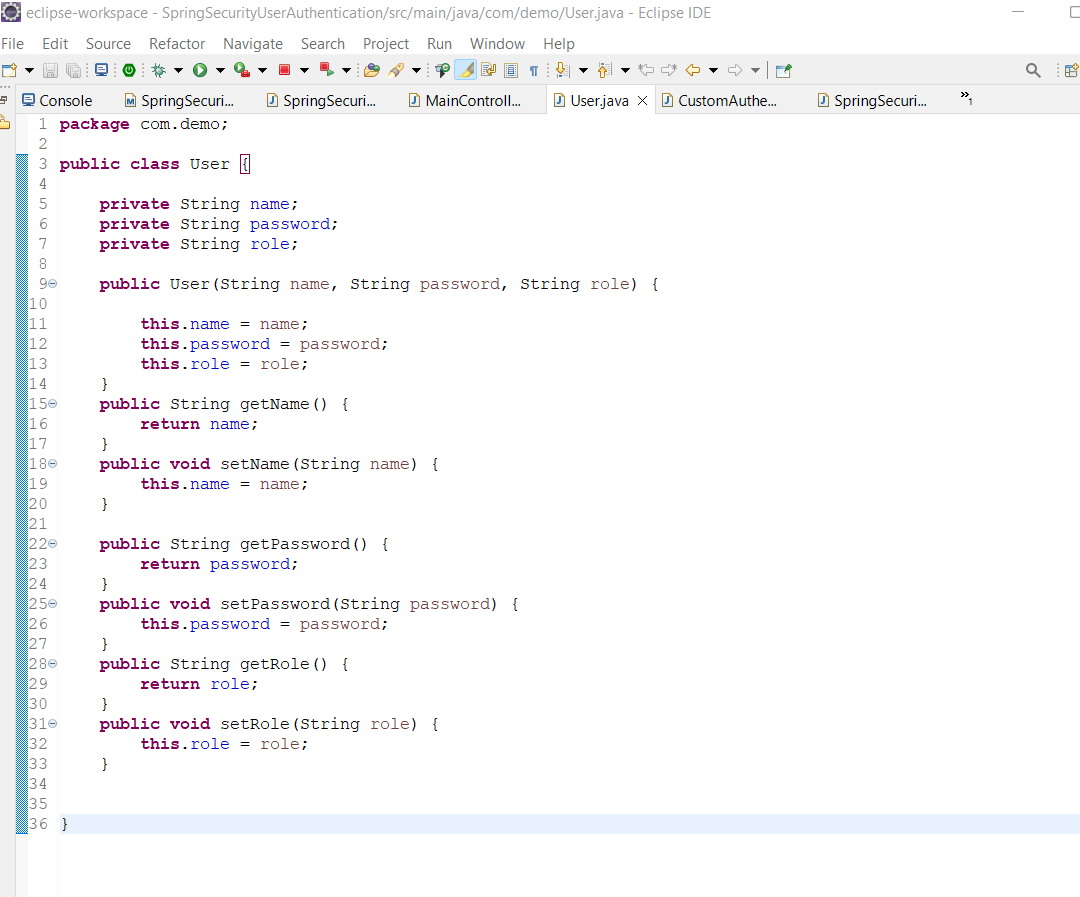 eclipse-workspace - SpringSecurityUserAuthentication/src/main/java/com/demo/User.java - Eclipse IDE
File Edit Source Refactor Navigate Search Project Run Window Help
Console SpringSecuri... SpringSecuri... MainControll... User.java CustomAuthe... SpringSecuri... »1
1 package com.demo;
2
3 public class User {
4
5 private String name;
6 private String password;
7 private String role;
8
9 public User(String name, String password, String role) {
10
11 this.name = name;
12 this.password = password;
13 this.role = role;
14 }
15 public String getName() {
16 return name;
17 }
18 public void setName(String name) {
19 this.name = name;
20 }
21
22 public String getPassword() {
23 return password;
24 }
25 public void setPassword(String password) {
26 this.password = password;
27 }
28 public String getRole() {
29 return role;
30 }
31 public void setRole(String role) {
32 this.role = role;
33 }
34
35
36 }